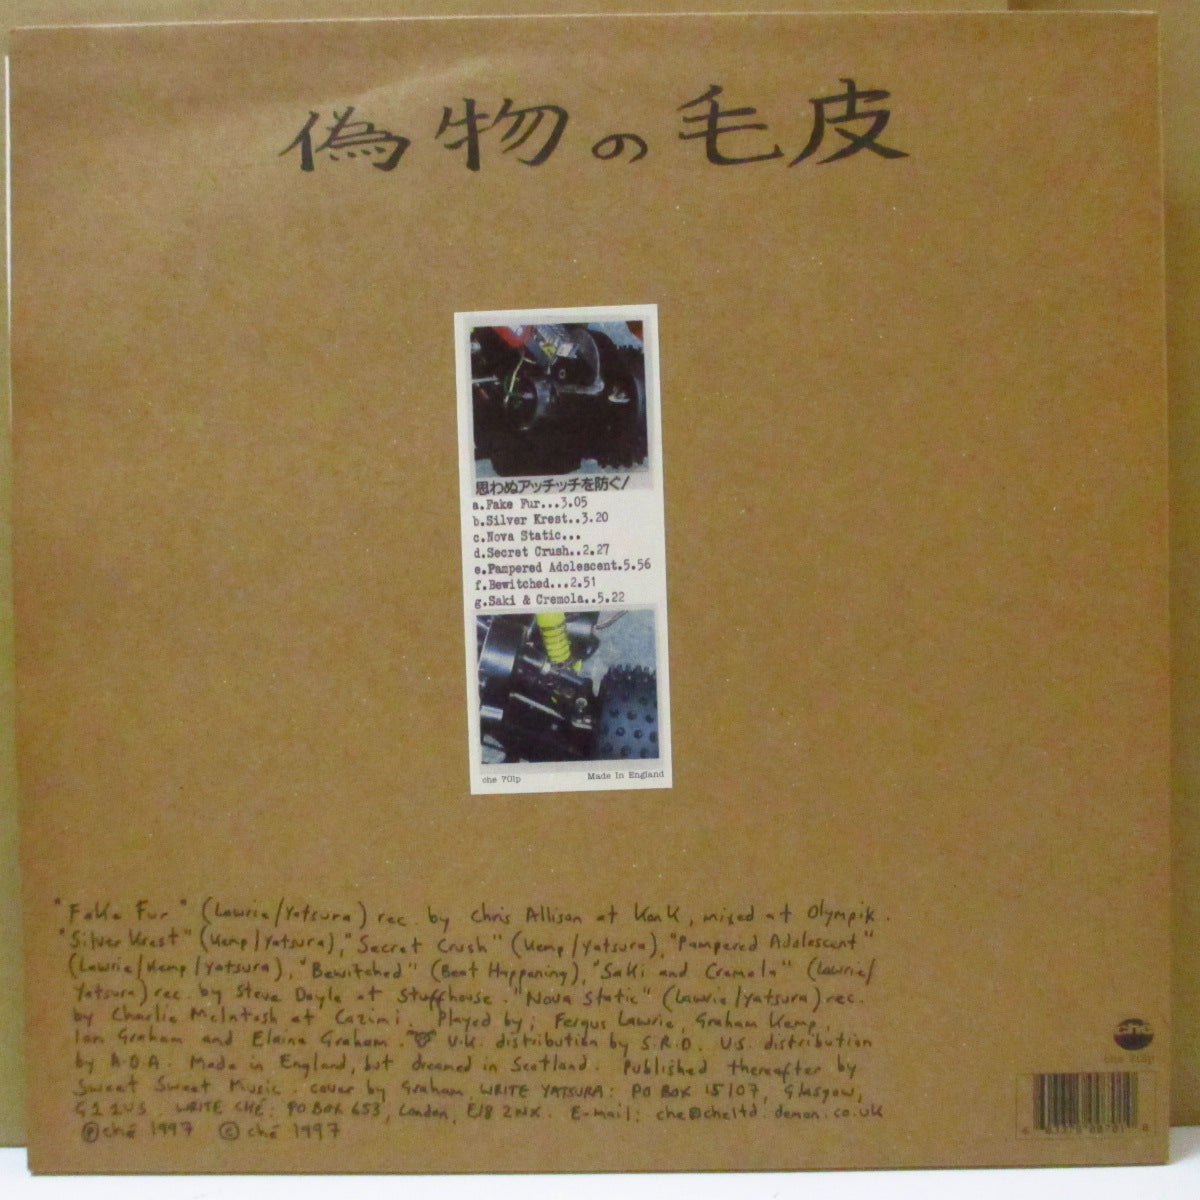 偽物の毛皮
思わぬアッチッチを防ぐ!
a.Fake Fur...3.05
b.Silver Krest..3.20
c.Nova Static...
d.Secret Crush..2.27
e.Pampered Adolescent.5.56
f.Bewitched...2.51
g.Saki & Cremola..5.22
che 70lp Made In England
"Fake Fur" (Lawrie/Yatsura) rec. by Chris Allison at Konk, mixed at Olympik.
"Silver Krest" (Kemp/Yatsura), "Secret Crush" (Kemp/Yatsura), "Pampered Adolescent"
(Lawrie/Kemp/Yatsura), "Bewitched" (Beat Happening), "Saki and Cremola" (Lawrie/
Yatsura) rec. by Steve Doyle at Stuffhouse. "Nova Static" (Lawrie/Yatsura) rec.
by Charlie McIntosh at Cazimi. Played by; Fergus Lawrie, Graham Kemp,
Ian Graham and Elaine Graham. U.K. distribution by S.R.D. U.S. distribution
by A.D.A. Made in England, but dreamed in Scotland. Published thereafter by
Sweet Sweet Music. cover by Graham. WRITE YATSURA: PO BOX 15107, Glasgow,
G1 1US. WRITE CHÉ: PO BOX 653, London, E18 2NX. E-mail: che@cheltd.demon.co.uk
℗ ché 1997 © ché 1997
che